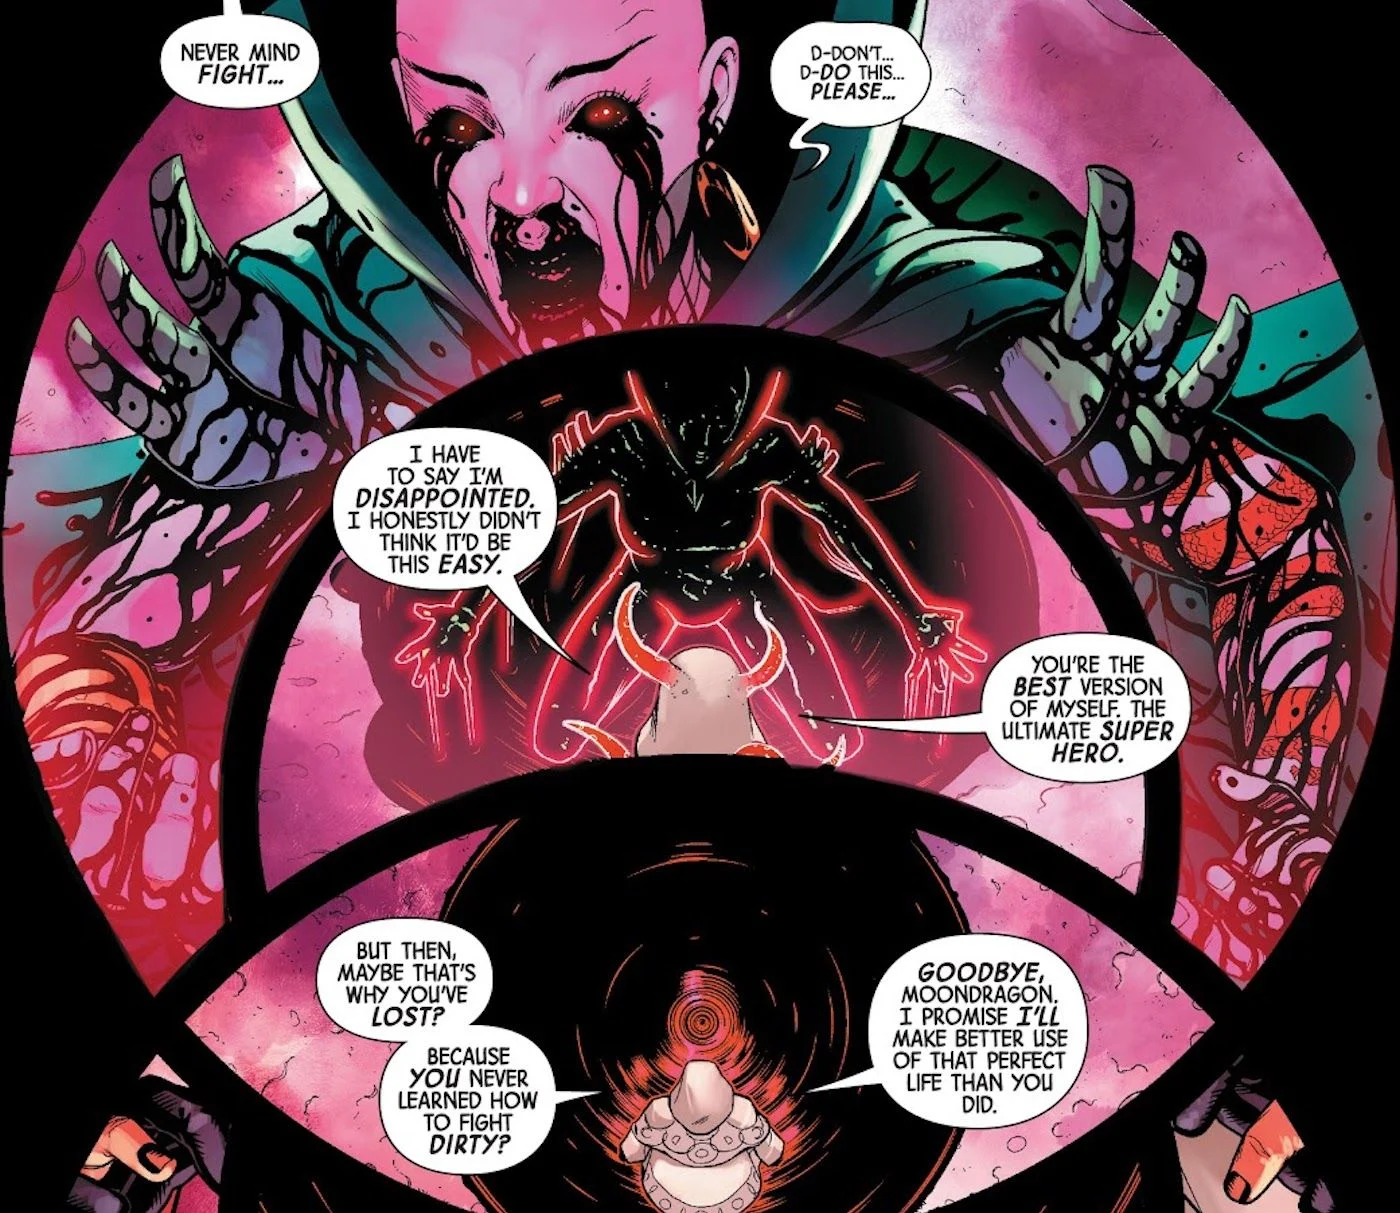 NEVER MIND
FIGHT...
D-DON'T...
D-DO THIS...
PLEASE...
I HAVE
TO SAY I'M
DISAPPOINTED.
I HONESTLY DIDN'T
THINK IT'D BE
THIS EASY.
YOU'RE THE
BEST VERSION
OF MYSELF. THE
ULTIMATE SUPER
HERO.
BUT THEN,
MAYBE THAT'S
WHY YOU'VE
LOST?
BECAUSE
YOU NEVER
LEARNED HOW
TO FIGHT
DIRTY?
GOODBYE,
MOONDRAGON.
I PROMISE I'LL
MAKE BETTER USE
OF THAT PERFECT
LIFE THAN YOU
DID.